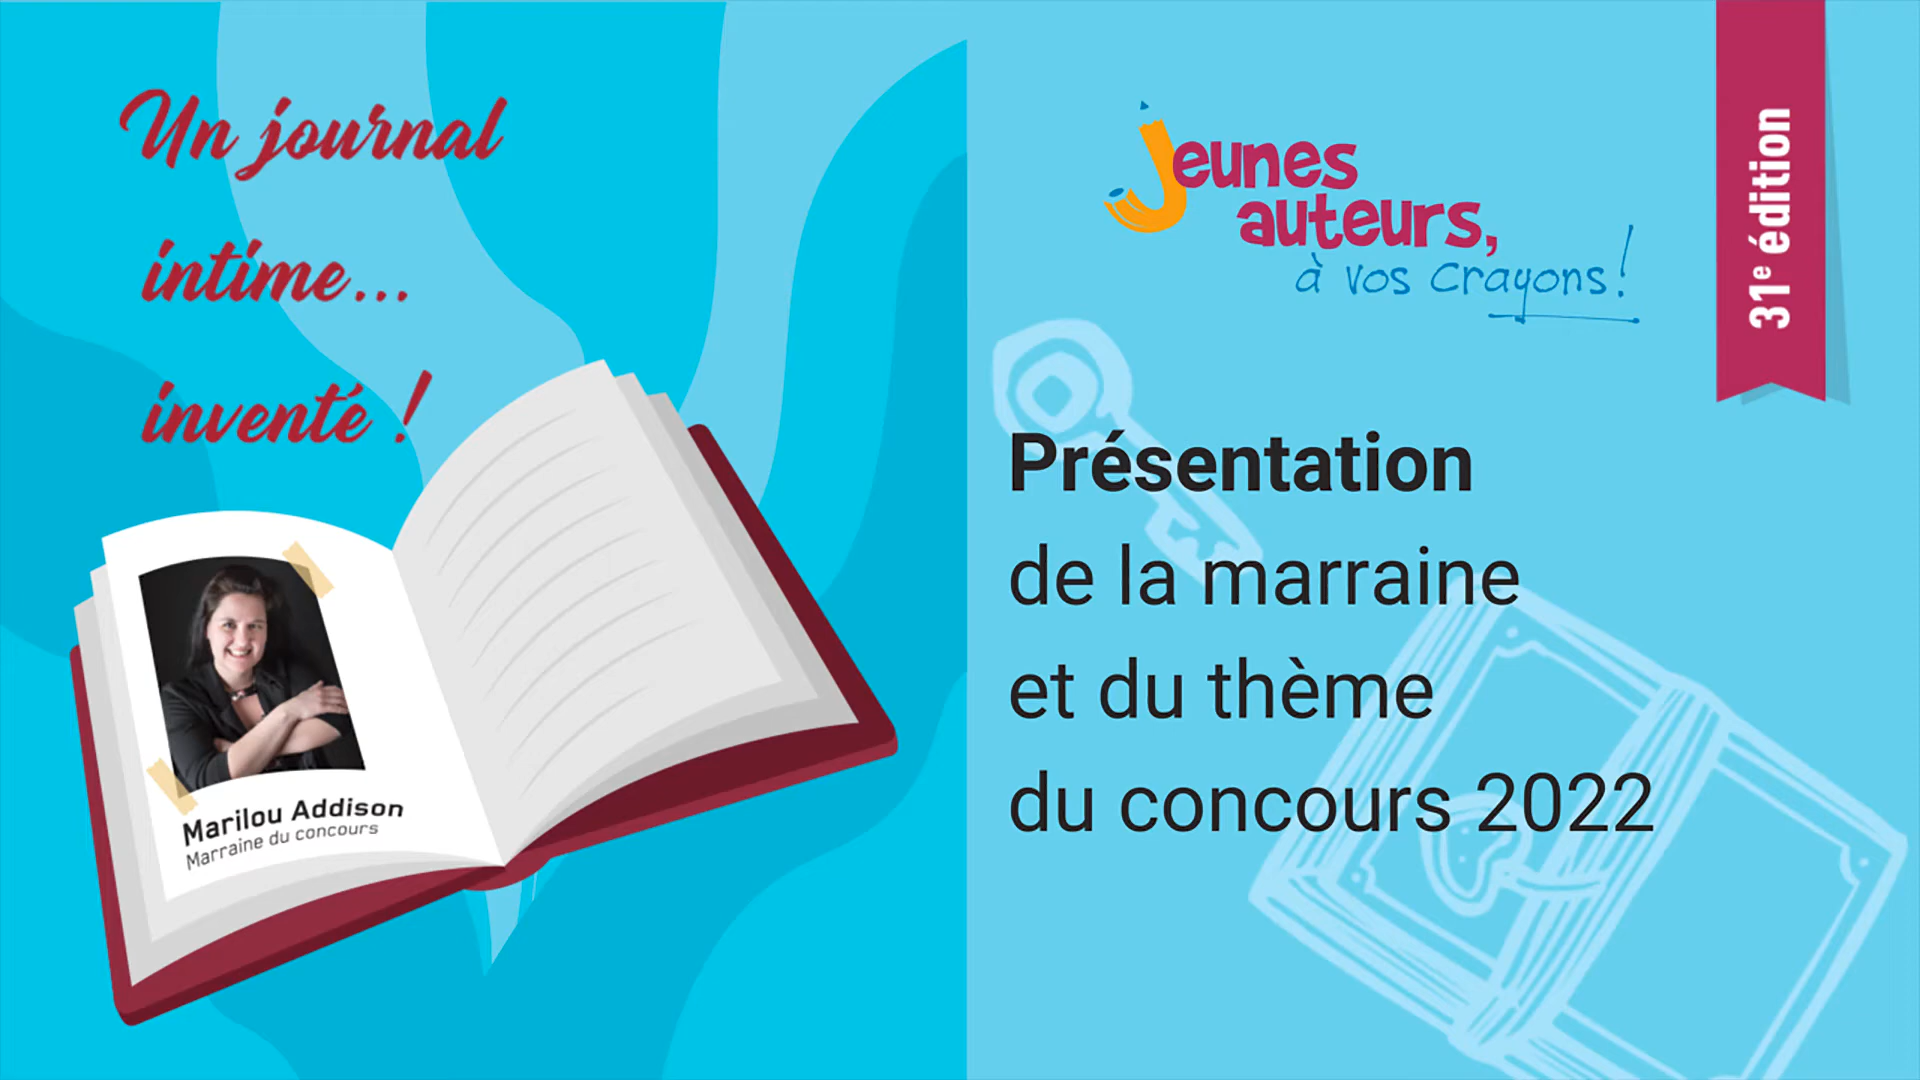 Un journal
intime...
inventé !
Marilou Addison
Marraine du concours
jeunes
auteurs,
à vos crayons!
31e édition
Présentation
de la marraine
et du thème
du concours 2022